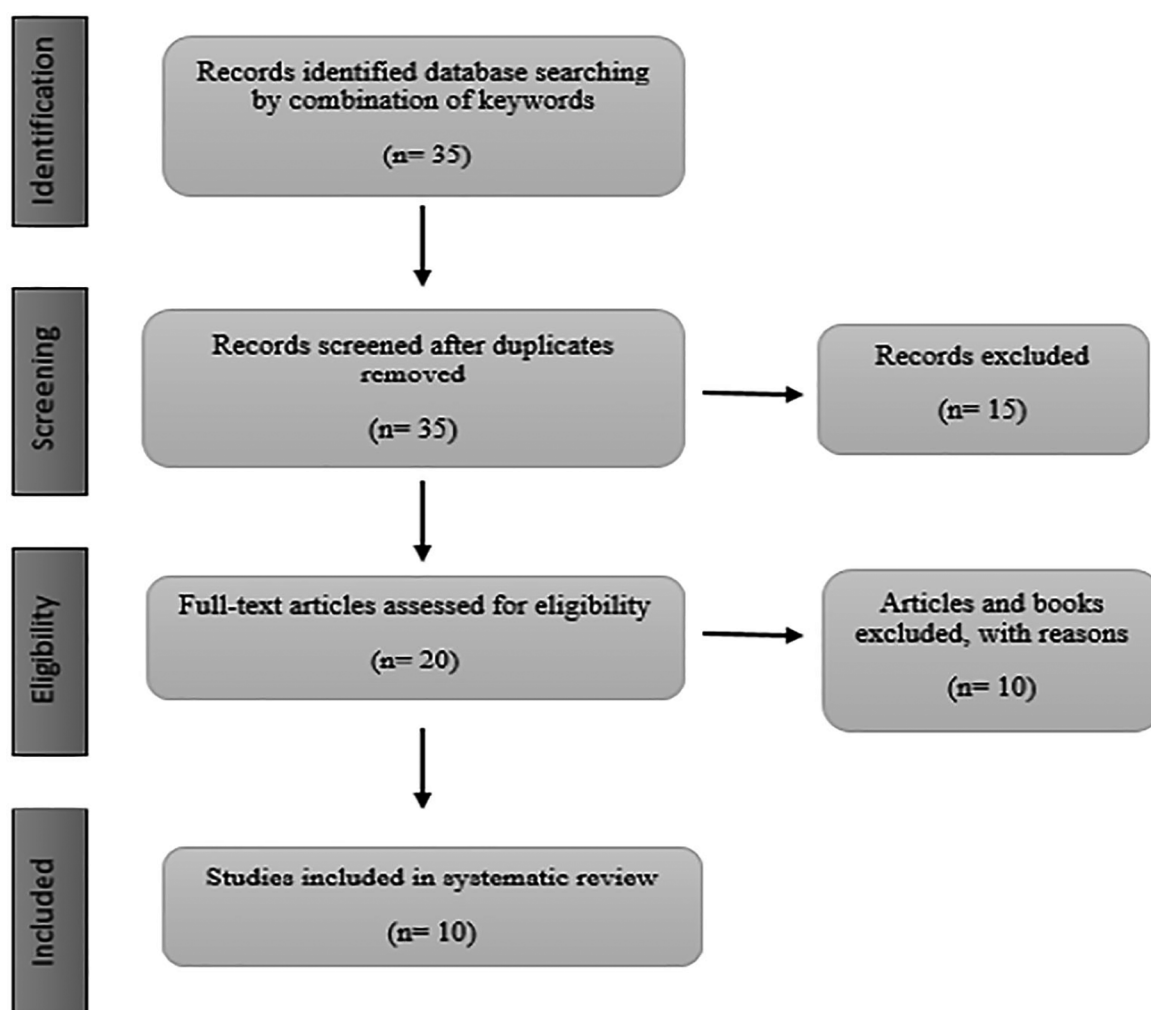 Identification
Records identified database searching
by combination of keywords
(n= 35)
Screening
Records screened after duplicates
removed
(n= 35)
Records excluded
(n= 15)
Eligibility
Full-text articles assessed for eligibility
(n= 20)
Articles and books
excluded, with reasons
(n= 10)
Included
Studies included in systematic review
(n= 10)